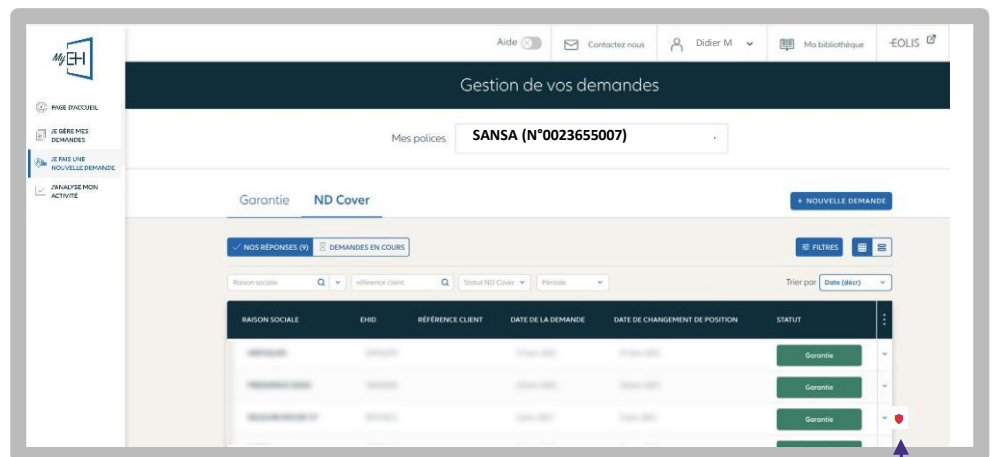 Aide
Contactez nous
Didier M
Ma bibliothèque
EOLIS
My EH
Gestion de vos demandes
PAGE D'ACCUEIL
JE GÈRE MES
DEMANDES
JE FAIS UNE
NOUVELLE DEMANDE
J'ANALYSE MON
ACTIVITÉ
Mes polices SANSA (N°0023655007)
Garantie ND Cover
+ NOUVELLE DEMANDE
NOS RÉPONSES (9) DEMANDES EN COURS
FILTRES
Raison sociale référence client Statut ND Cover Période
Trier par Date (décr)
RAISON SOCIALE EHID RÉFÉRENCE CLIENT DATE DE LA DEMANDE DATE DE CHANGEMENT DE POSITION STATUT
Garantie
Garantie
Garantie